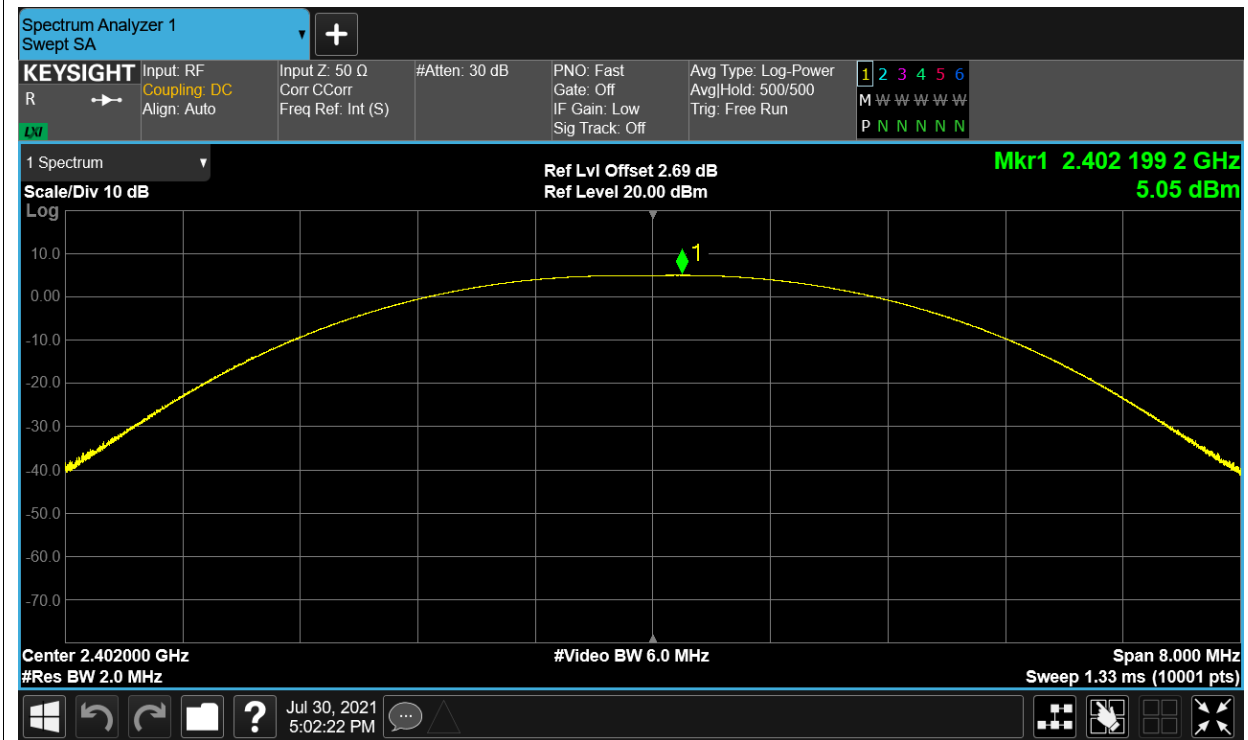 Spectrum Analyzer 1
Swept SA
+
KEYSIGHT
R
LXI
Input: RF
Coupling: DC
Align: Auto
Input Z: 50 Ω
Corr CCorr
Freq Ref: Int (S)
#Atten: 30 dB
PNO: Fast
Gate: Off
IF Gain: Low
Sig Track: Off
Avg Type: Log-Power
Avg|Hold: 500/500
Trig: Free Run
1 2 3 4 5 6
M W W W W W
P N N N N N
1 Spectrum
Scale/Div 10 dB
Log
Ref Lvl Offset 2.69 dB
Ref Level 20.00 dBm
Mkr1 2.402 199 2 GHz
5.05 dBm
1
10.0
0.00
-10.0
-20.0
-30.0
-40.0
-50.0
-60.0
-70.0
Center 2.402000 GHz
#Res BW 2.0 MHz
#Video BW 6.0 MHz
Span 8.000 MHz
Sweep 1.33 ms (10001 pts)
?
Jul 30, 2021
5:02:22 PM